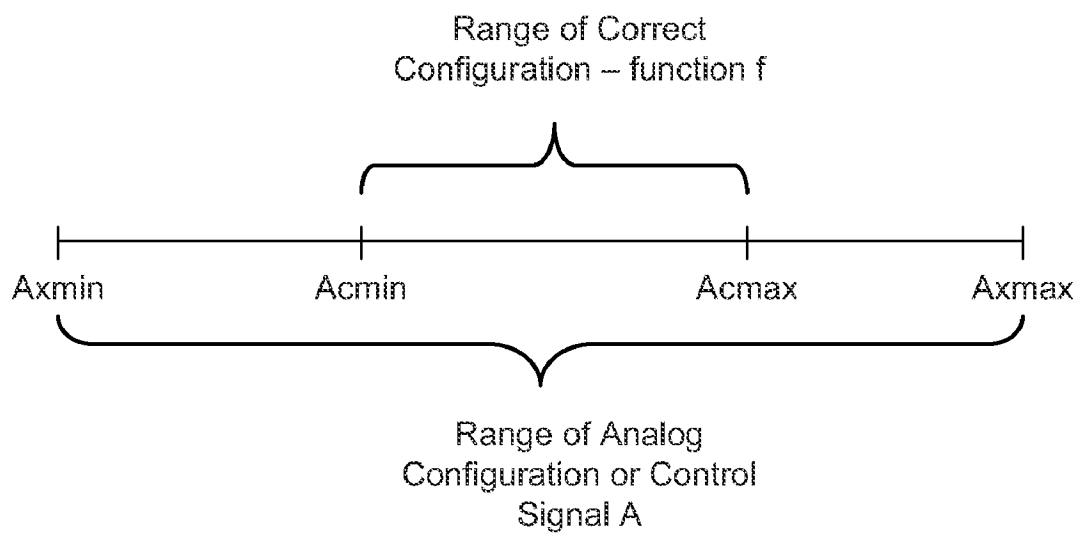 Range of Correct
Configuration – function f
Axmin
Acmin
Acmax
Axmax
Range of Analog
Configuration or Control
Signal A